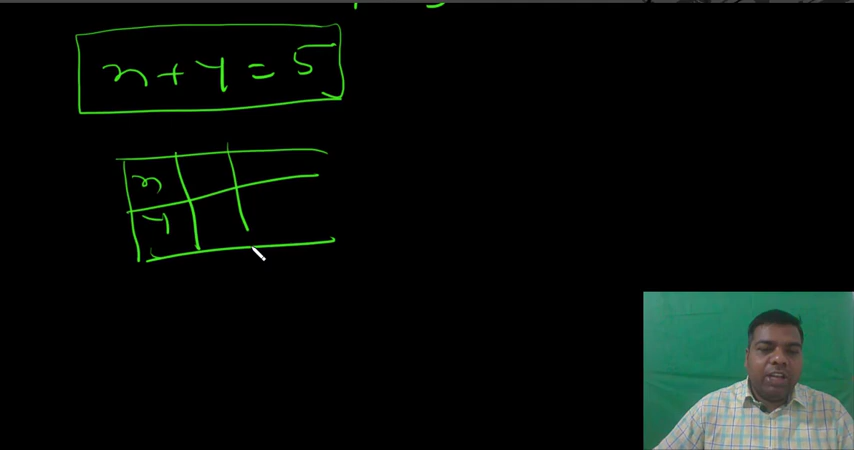 x + y = 5
x
y